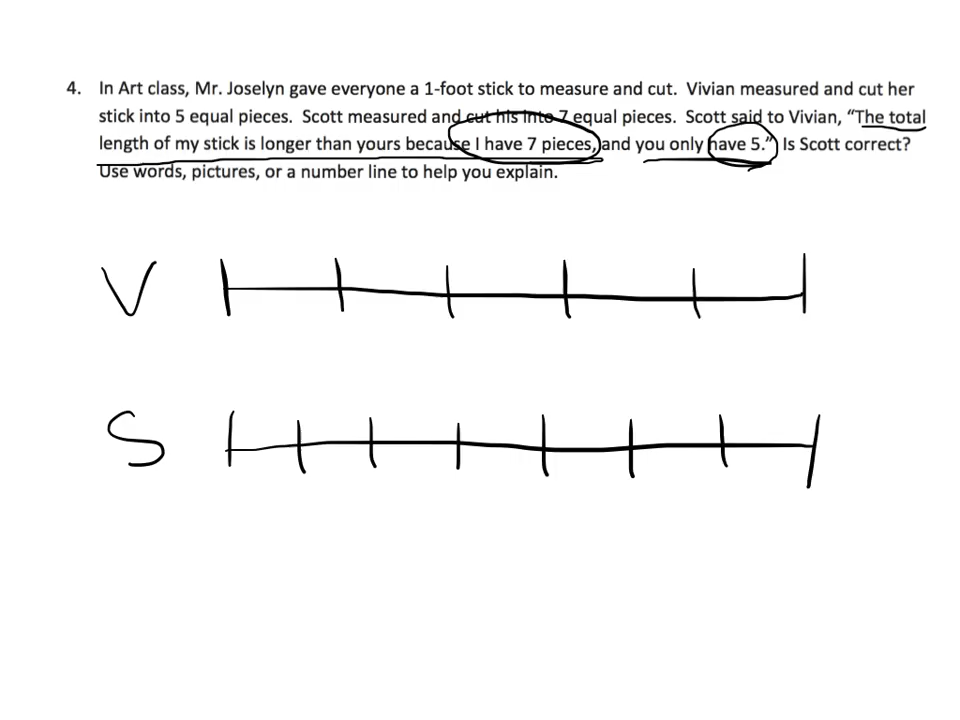 4. In Art class, Mr. Joselyn gave everyone a 1-foot stick to measure and cut. Vivian measured and cut her
stick into 5 equal pieces. Scott measured and cut his into 7 equal pieces. Scott said to Vivian, “The total
length of my stick is longer than yours because I have 7 pieces, and you only have 5.” Is Scott correct?
Use words, pictures, or a number line to help you explain.
V
S